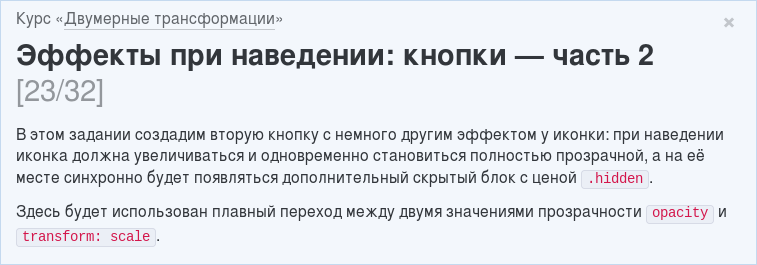 Курс «Двумерные трансформации»
×
Эффекты при наведении: кнопки — часть 2
[23/32]
В этом задании создадим вторую кнопку с немного другим эффектом у иконки: при наведении
иконка должна увеличиваться и одновременно становиться полностью прозрачной, а на её
месте синхронно будет появляться дополнительный скрытый блок с ценой .hidden.
Здесь будет использован плавный переход между двумя значениями прозрачности opacity и
transform: scale.